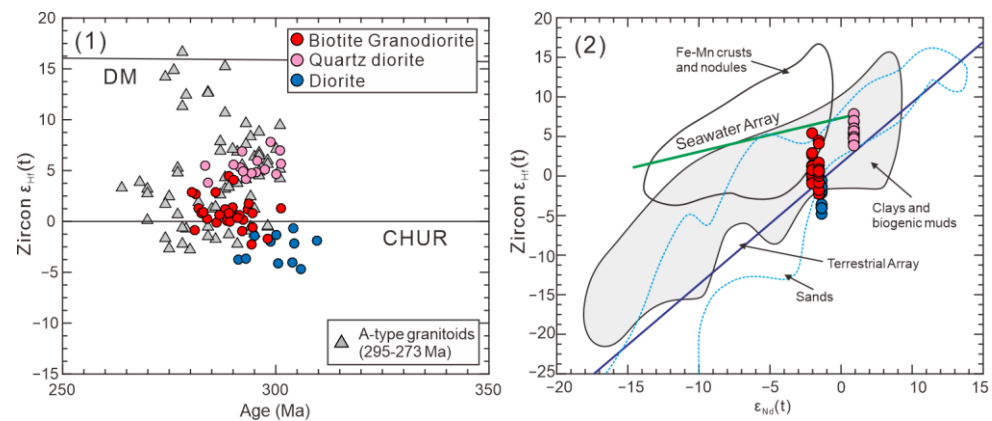 (1)
DM
Biotite Granodiorite
Quartz diorite
Diorite
CHUR
A-type granitoids
(295-273 Ma)
Zircon εHf(t)
20
15
10
5
0
−5
−10
−15
250
300
350
Age (Ma)
(2)
Fe-Mn crusts
and nodules
Seawater Array
Clays and
biogenic muds
Terrestrial Array
Sands
Zircon εHf(t)
20
15
10
5
0
−5
−10
−15
−20
−25
−20
−10
−5
0
5
10
15
εNd(t)